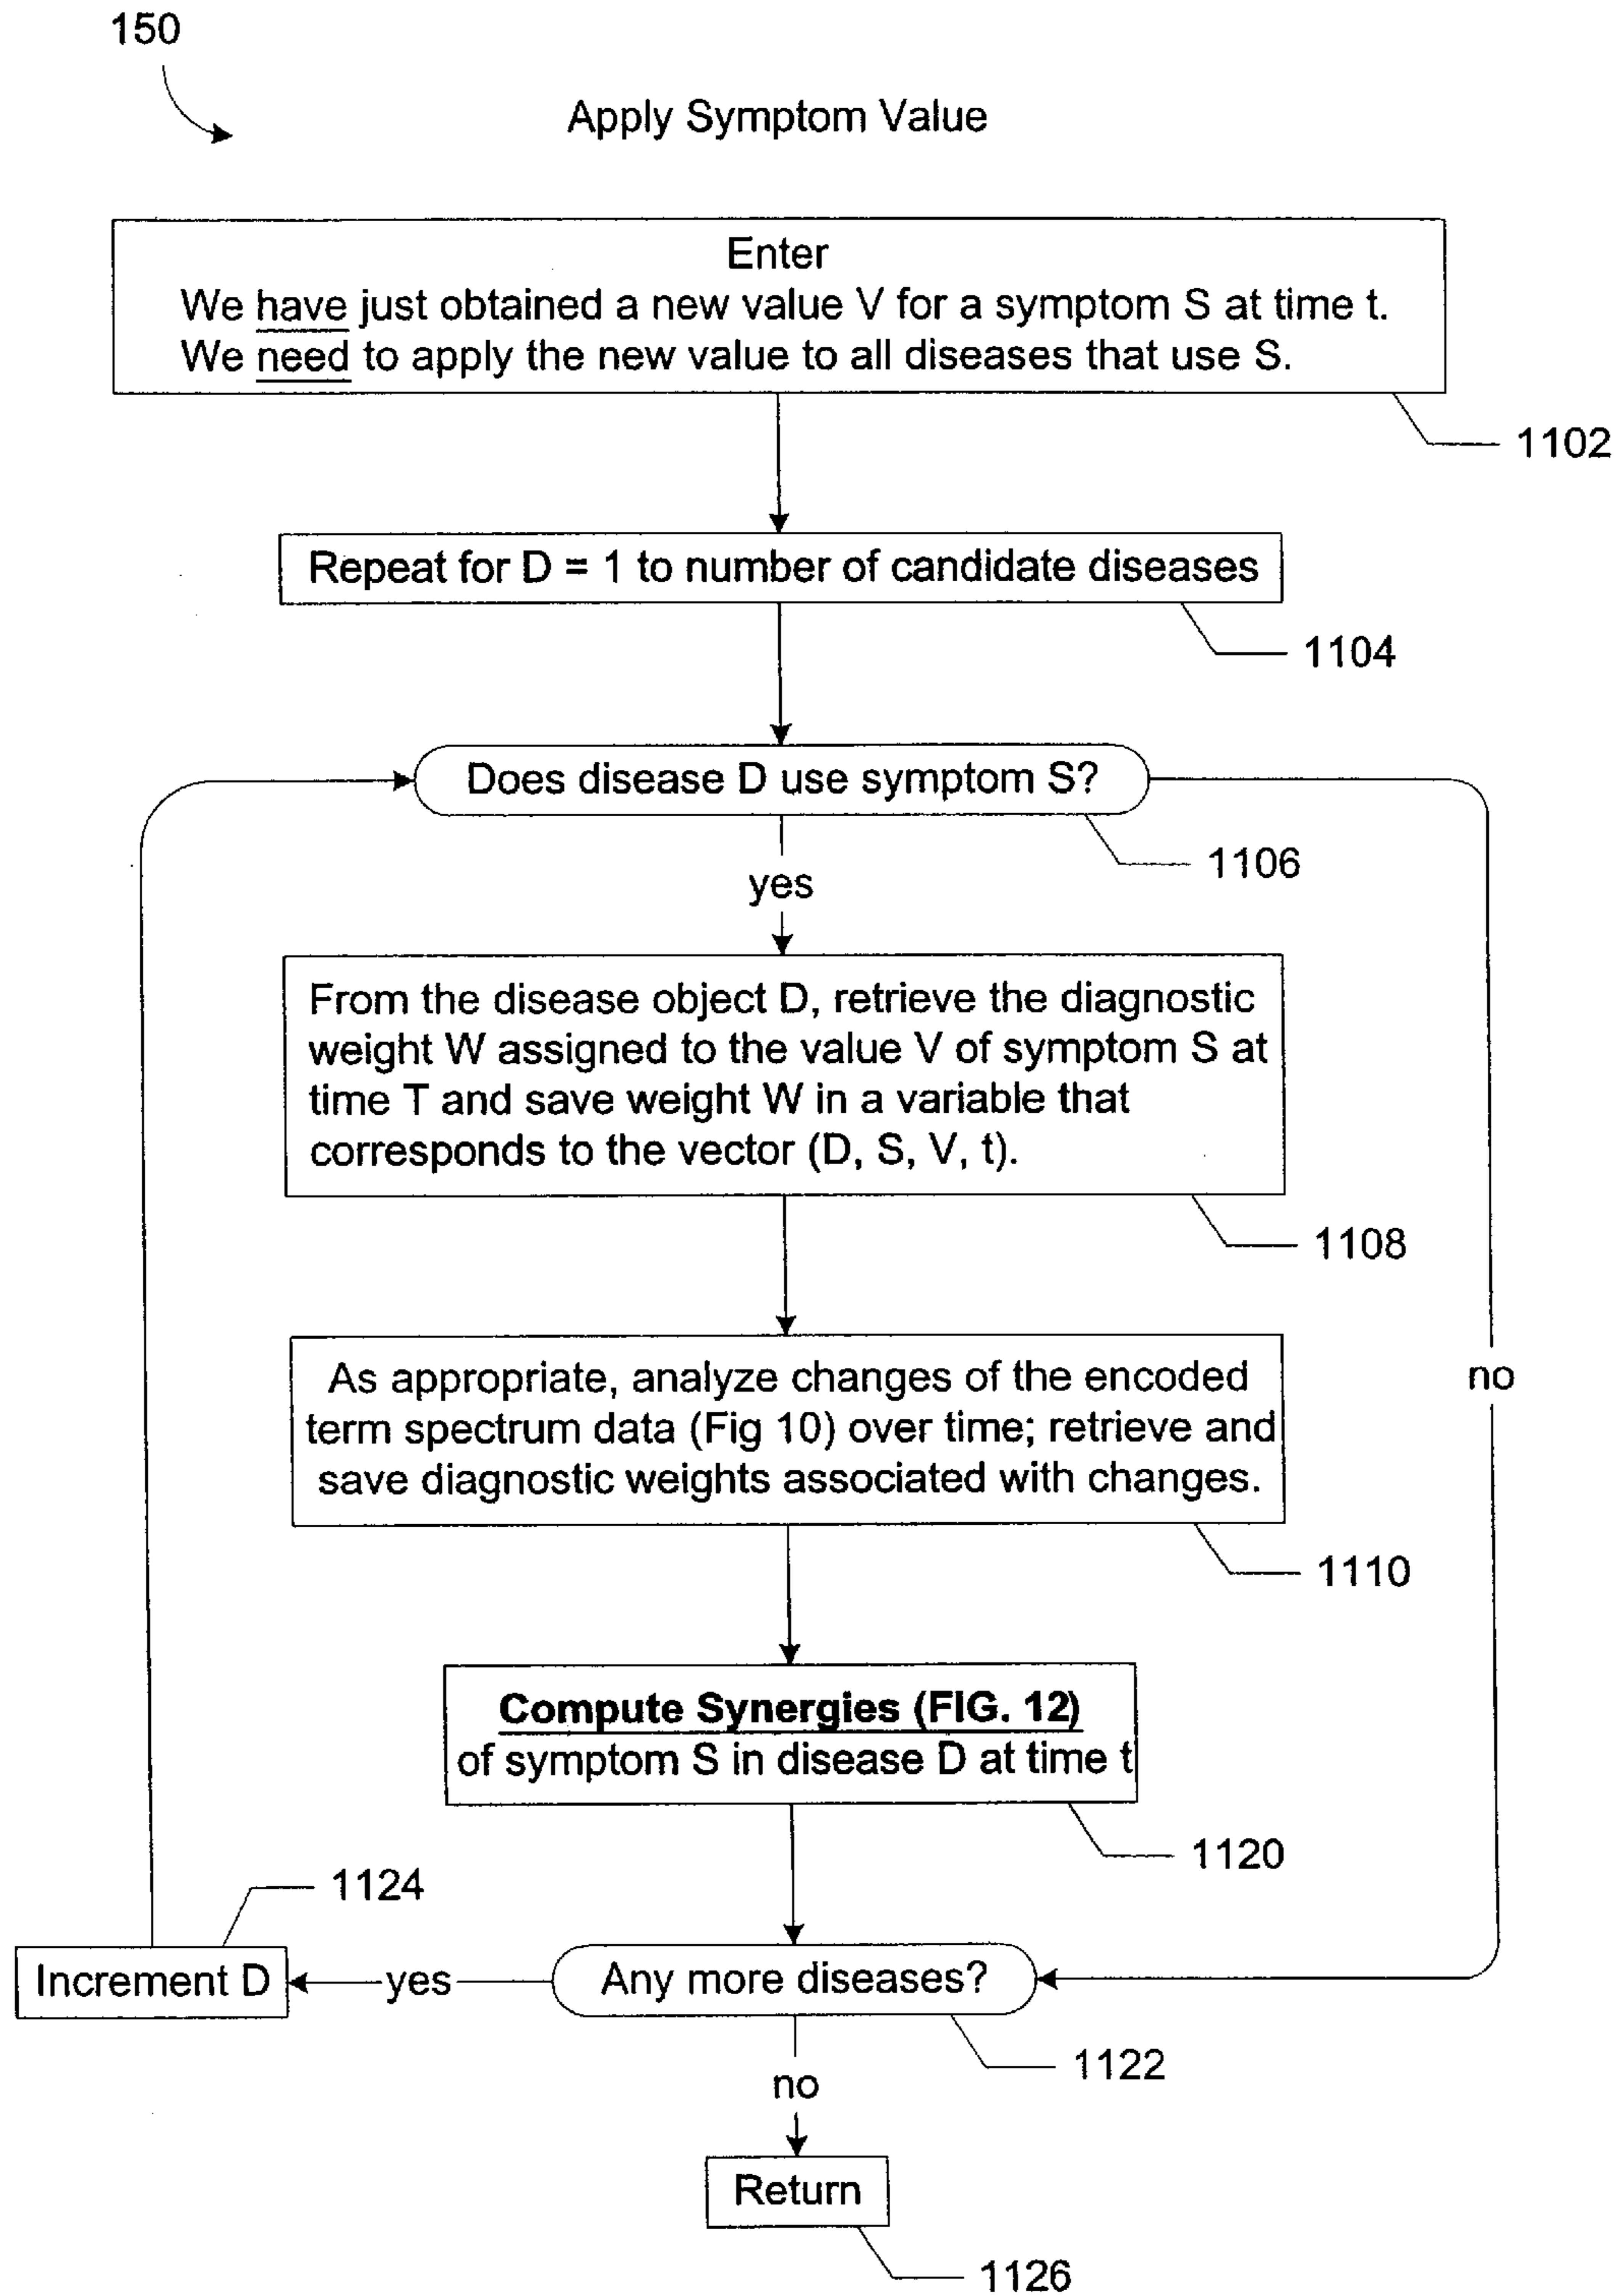 150
Apply Symptom Value
Enter
We have just obtained a new value V for a symptom S at time t.
We need to apply the new value to all diseases that use S.
1102
Repeat for D = 1 to number of candidate diseases
1104
Does disease D use symptom S?
1106
yes
From the disease object D, retrieve the diagnostic
weight W assigned to the value V of symptom S at
time T and save weight W in a variable that
corresponds to the vector (D, S, V, t).
1108
As appropriate, analyze changes of the encoded
term spectrum data (Fig 10) over time; retrieve and
save diagnostic weights associated with changes.
no
1110
Compute Synergies (FIG. 12)
of symptom S in disease D at time t
1120
1124
Increment D
yes
Any more diseases?
1122
no
Return
1126